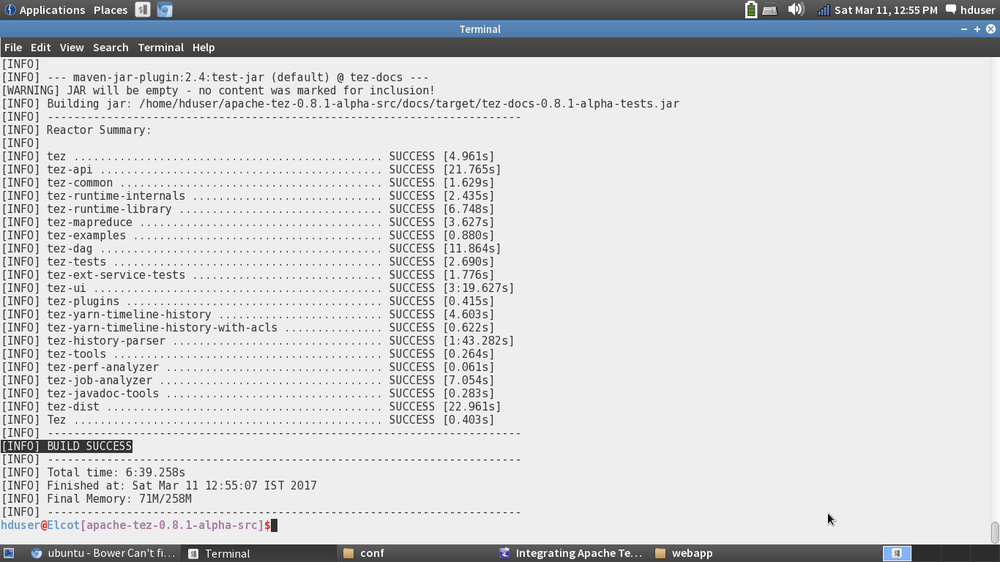 Applications Places Sat Mar 11, 12:55 PM hduser
Terminal
File Edit View Search Terminal Help
[INFO]
[INFO] --- maven-jar-plugin:2.4:test-jar (default) @ tez-docs ---
[WARNING] JAR will be empty - no content was marked for inclusion!
[INFO] Building jar: /home/hduser/apache-tez-0.8.1-alpha-src/docs/target/tez-docs-0.8.1-alpha-tests.jar
[INFO] ------------------------------------------------------------------------
[INFO] Reactor Summary:
[INFO]
[INFO] tez ............................................... SUCCESS [4.961s]
[INFO] tez-api ........................................... SUCCESS [21.765s]
[INFO] tez-common ........................................ SUCCESS [1.629s]
[INFO] tez-runtime-internals ............................. SUCCESS [2.435s]
[INFO] tez-runtime-library ............................... SUCCESS [6.748s]
[INFO] tez-mapreduce ..................................... SUCCESS [3.627s]
[INFO] tez-examples ...................................... SUCCESS [0.880s]
[INFO] tez-dag ........................................... SUCCESS [11.864s]
[INFO] tez-tests ......................................... SUCCESS [2.690s]
[INFO] tez-ext-service-tests ............................. SUCCESS [1.776s]
[INFO] tez-ui ............................................ SUCCESS [3:19.627s]
[INFO] tez-plugins ....................................... SUCCESS [0.415s]
[INFO] tez-yarn-timeline-history ......................... SUCCESS [4.603s]
[INFO] tez-yarn-timeline-history-with-acls ............... SUCCESS [0.622s]
[INFO] tez-history-parser ................................ SUCCESS [1:43.282s]
[INFO] tez-tools ......................................... SUCCESS [0.264s]
[INFO] tez-perf-analyzer ................................. SUCCESS [0.061s]
[INFO] tez-job-analyzer .................................. SUCCESS [7.054s]
[INFO] tez-javadoc-tools ................................. SUCCESS [0.283s]
[INFO] tez-dist .......................................... SUCCESS [22.961s]
[INFO] Tez ............................................... SUCCESS [0.403s]
[INFO] ------------------------------------------------------------------------
[INFO] BUILD SUCCESS
[INFO] ------------------------------------------------------------------------
[INFO] Total time: 6:39.258s
[INFO] Finished at: Sat Mar 11 12:55:07 IST 2017
[INFO] Final Memory: 71M/258M
[INFO] ------------------------------------------------------------------------
hduser@Elcot[apache-tez-0.8.1-alpha-src]$
ubuntu - Bower Can't fi... Terminal conf Integrating Apache Te... webapp